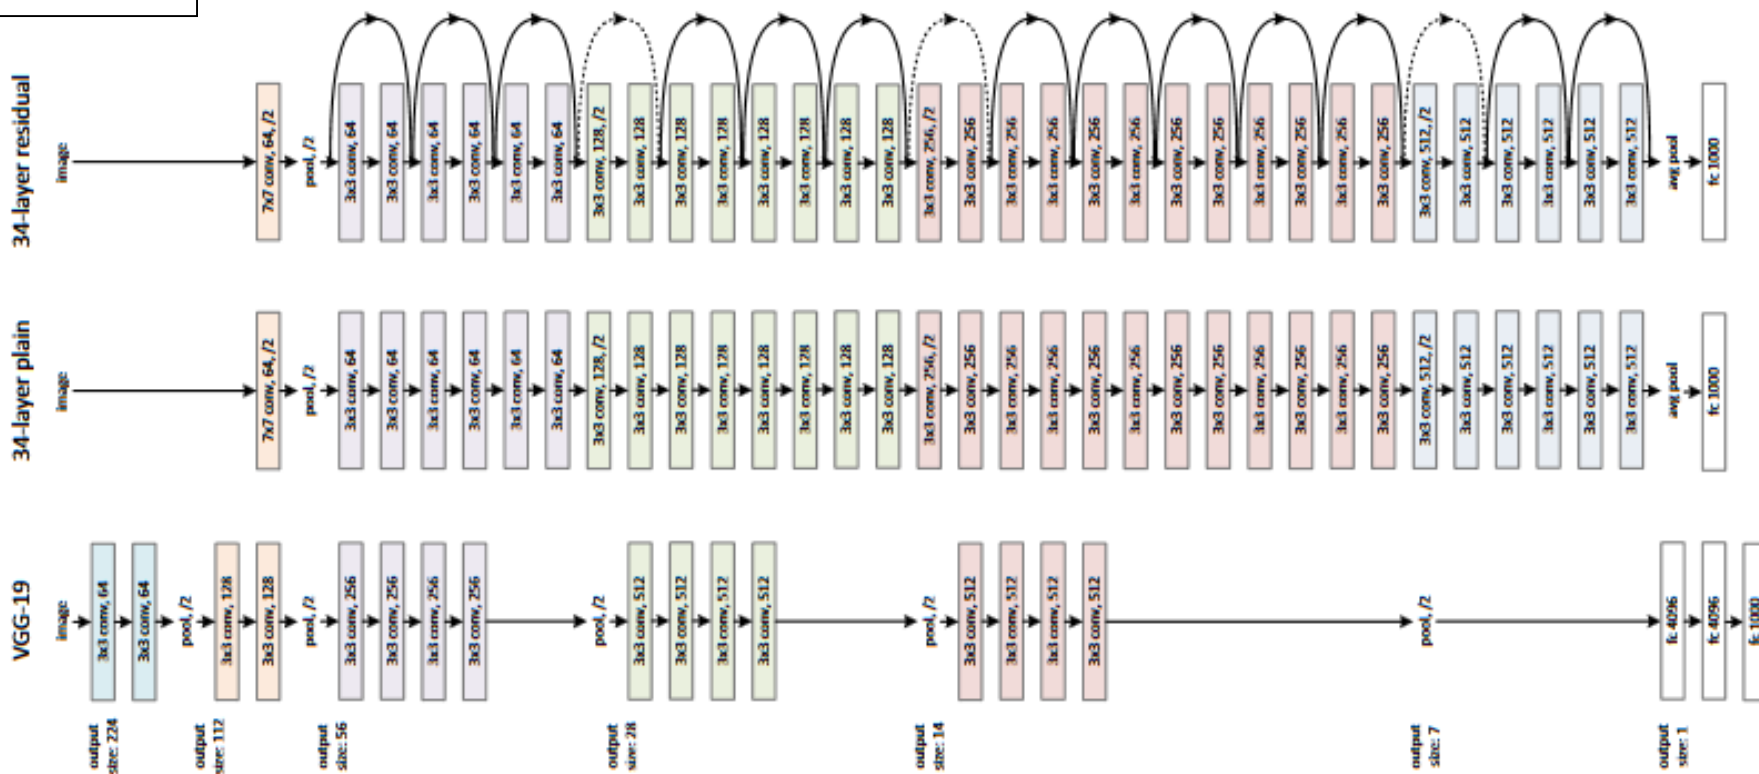 34-layer residual
image
7x7 conv, 64, /2
pool, /2
3x3 conv, 64
3x3 conv, 64
3x3 conv, 64
3x3 conv, 64
3x3 conv, 64
3x3 conv, 64
3x3 conv, 128, /2
3x3 conv, 128
3x3 conv, 128
3x3 conv, 128
3x3 conv, 128
3x3 conv, 128
3x3 conv, 128
3x3 conv, 128
3x3 conv, 256, /2
3x3 conv, 256
3x3 conv, 256
3x3 conv, 256
3x3 conv, 256
3x3 conv, 256
3x3 conv, 256
3x3 conv, 256
3x3 conv, 256
3x3 conv, 256
3x3 conv, 256
3x3 conv, 256
3x3 conv, 512, /2
3x3 conv, 512
3x3 conv, 512
3x3 conv, 512
3x3 conv, 512
3x3 conv, 512
avg pool
fc 1000
34-layer plain
image
7x7 conv, 64, /2
pool, /2
3x3 conv, 64
3x3 conv, 64
3x3 conv, 64
3x3 conv, 64
3x3 conv, 64
3x3 conv, 64
3x3 conv, 128, /2
3x3 conv, 128
3x3 conv, 128
3x3 conv, 128
3x3 conv, 128
3x3 conv, 128
3x3 conv, 128
3x3 conv, 128
3x3 conv, 256, /2
3x3 conv, 256
3x3 conv, 256
3x3 conv, 256
3x3 conv, 256
3x3 conv, 256
3x3 conv, 256
3x3 conv, 256
3x3 conv, 256
3x3 conv, 256
3x3 conv, 256
3x3 conv, 256
3x3 conv, 512, /2
3x3 conv, 512
3x3 conv, 512
3x3 conv, 512
3x3 conv, 512
3x3 conv, 512
avg pool
fc 1000
VGG-19
image
3x3 conv, 64
3x3 conv, 64
pool, /2
3x3 conv, 128
3x3 conv, 128
pool, /2
3x3 conv, 256
3x3 conv, 256
3x3 conv, 256
3x3 conv, 256
pool, /2
3x3 conv, 512
3x3 conv, 512
3x3 conv, 512
3x3 conv, 512
pool, /2
3x3 conv, 512
3x3 conv, 512
3x3 conv, 512
3x3 conv, 512
pool, /2
fc 4096
fc 4096
fc 1000
output
size: 224
output
size: 112
output
size: 56
output
size: 28
output
size: 14
output
size: 7
output
size: 1